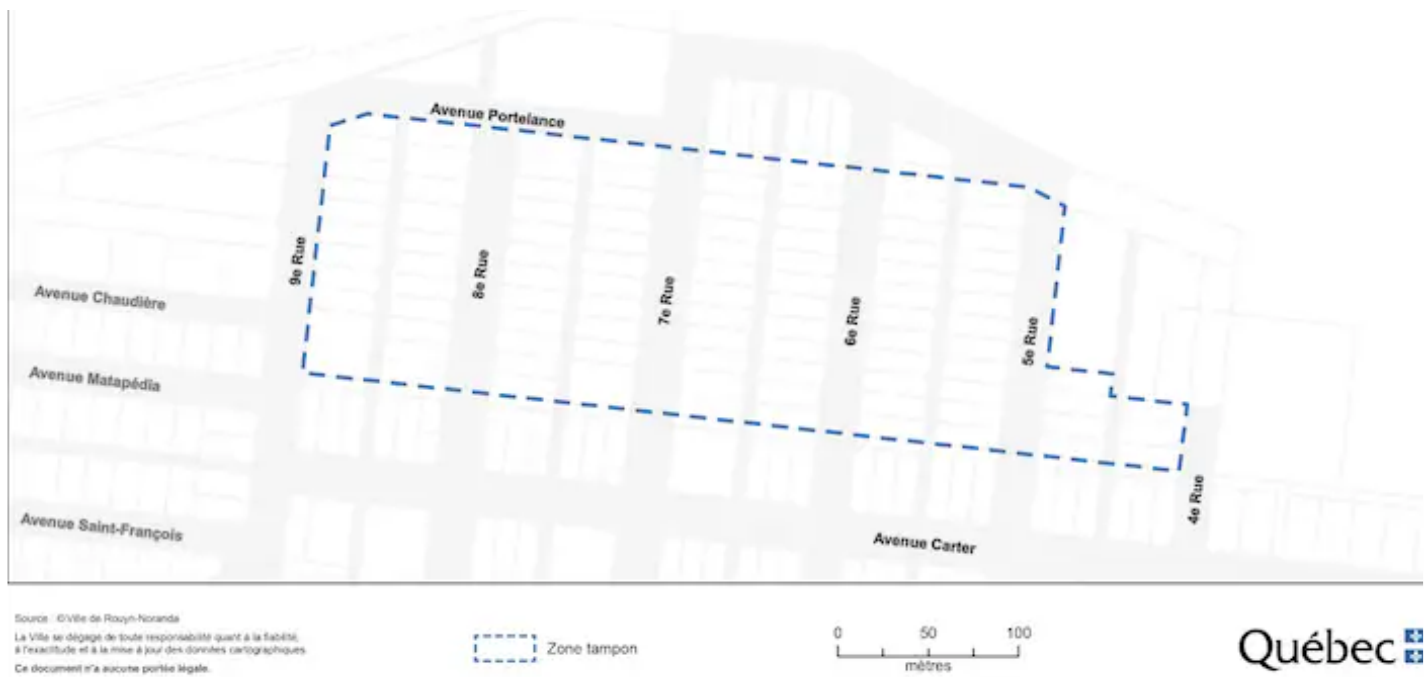 Avenue Portelance
9e Rue
8e Rue
7e Rue
6e Rue
5e Rue
4e Rue
Avenue Chaudière
Avenue Matapédia
Avenue Saint-François
Avenue Carter
Source : ©Ville de Rouyn-Noranda
La Ville se dégage de toute responsabilité quant à la fiabilité,
à l'exactitude et à la mise à jour des données cartographiques.
Ce document n'a aucune portée légale.
Zone tampon
0 50 100
mètres
Québec